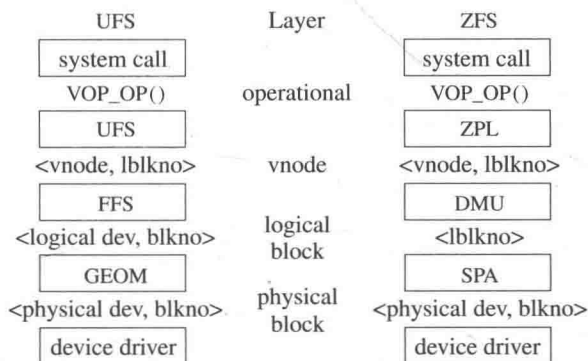 UFS Layer ZFS
system call system call
VOP_OP() operational VOP_OP()
UFS ZPL
<vnode, lblkno> vnode <vnode, lblkno>
FFS DMU
<logical dev, blkno> logical block <lblkno>
GEOM SPA
<physical dev, blkno> physical block <physical dev, blkno>
device driver device driver